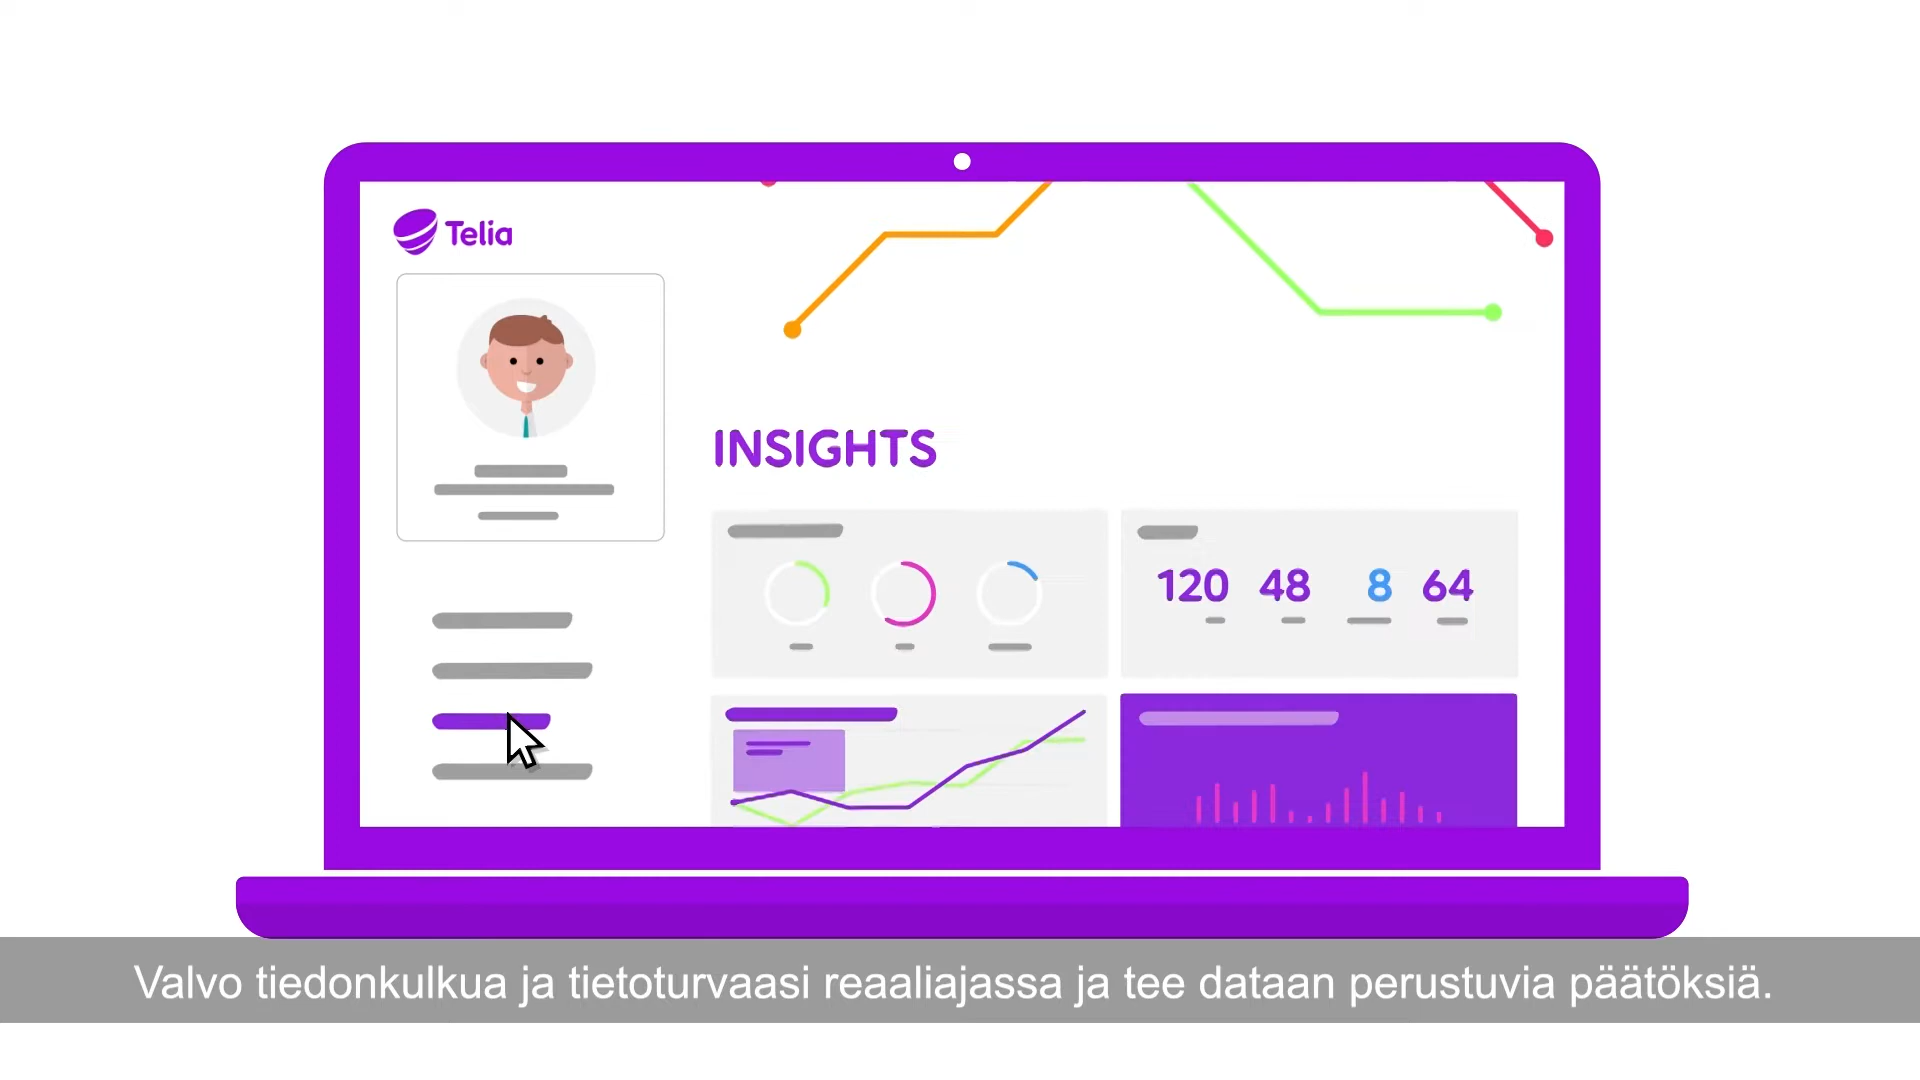 Telia
INSIGHTS
120 48 8 64
Valvo tiedonkulkua ja tietoturvaasi reaaliajassa ja tee dataan perustuvia päätöksiä.